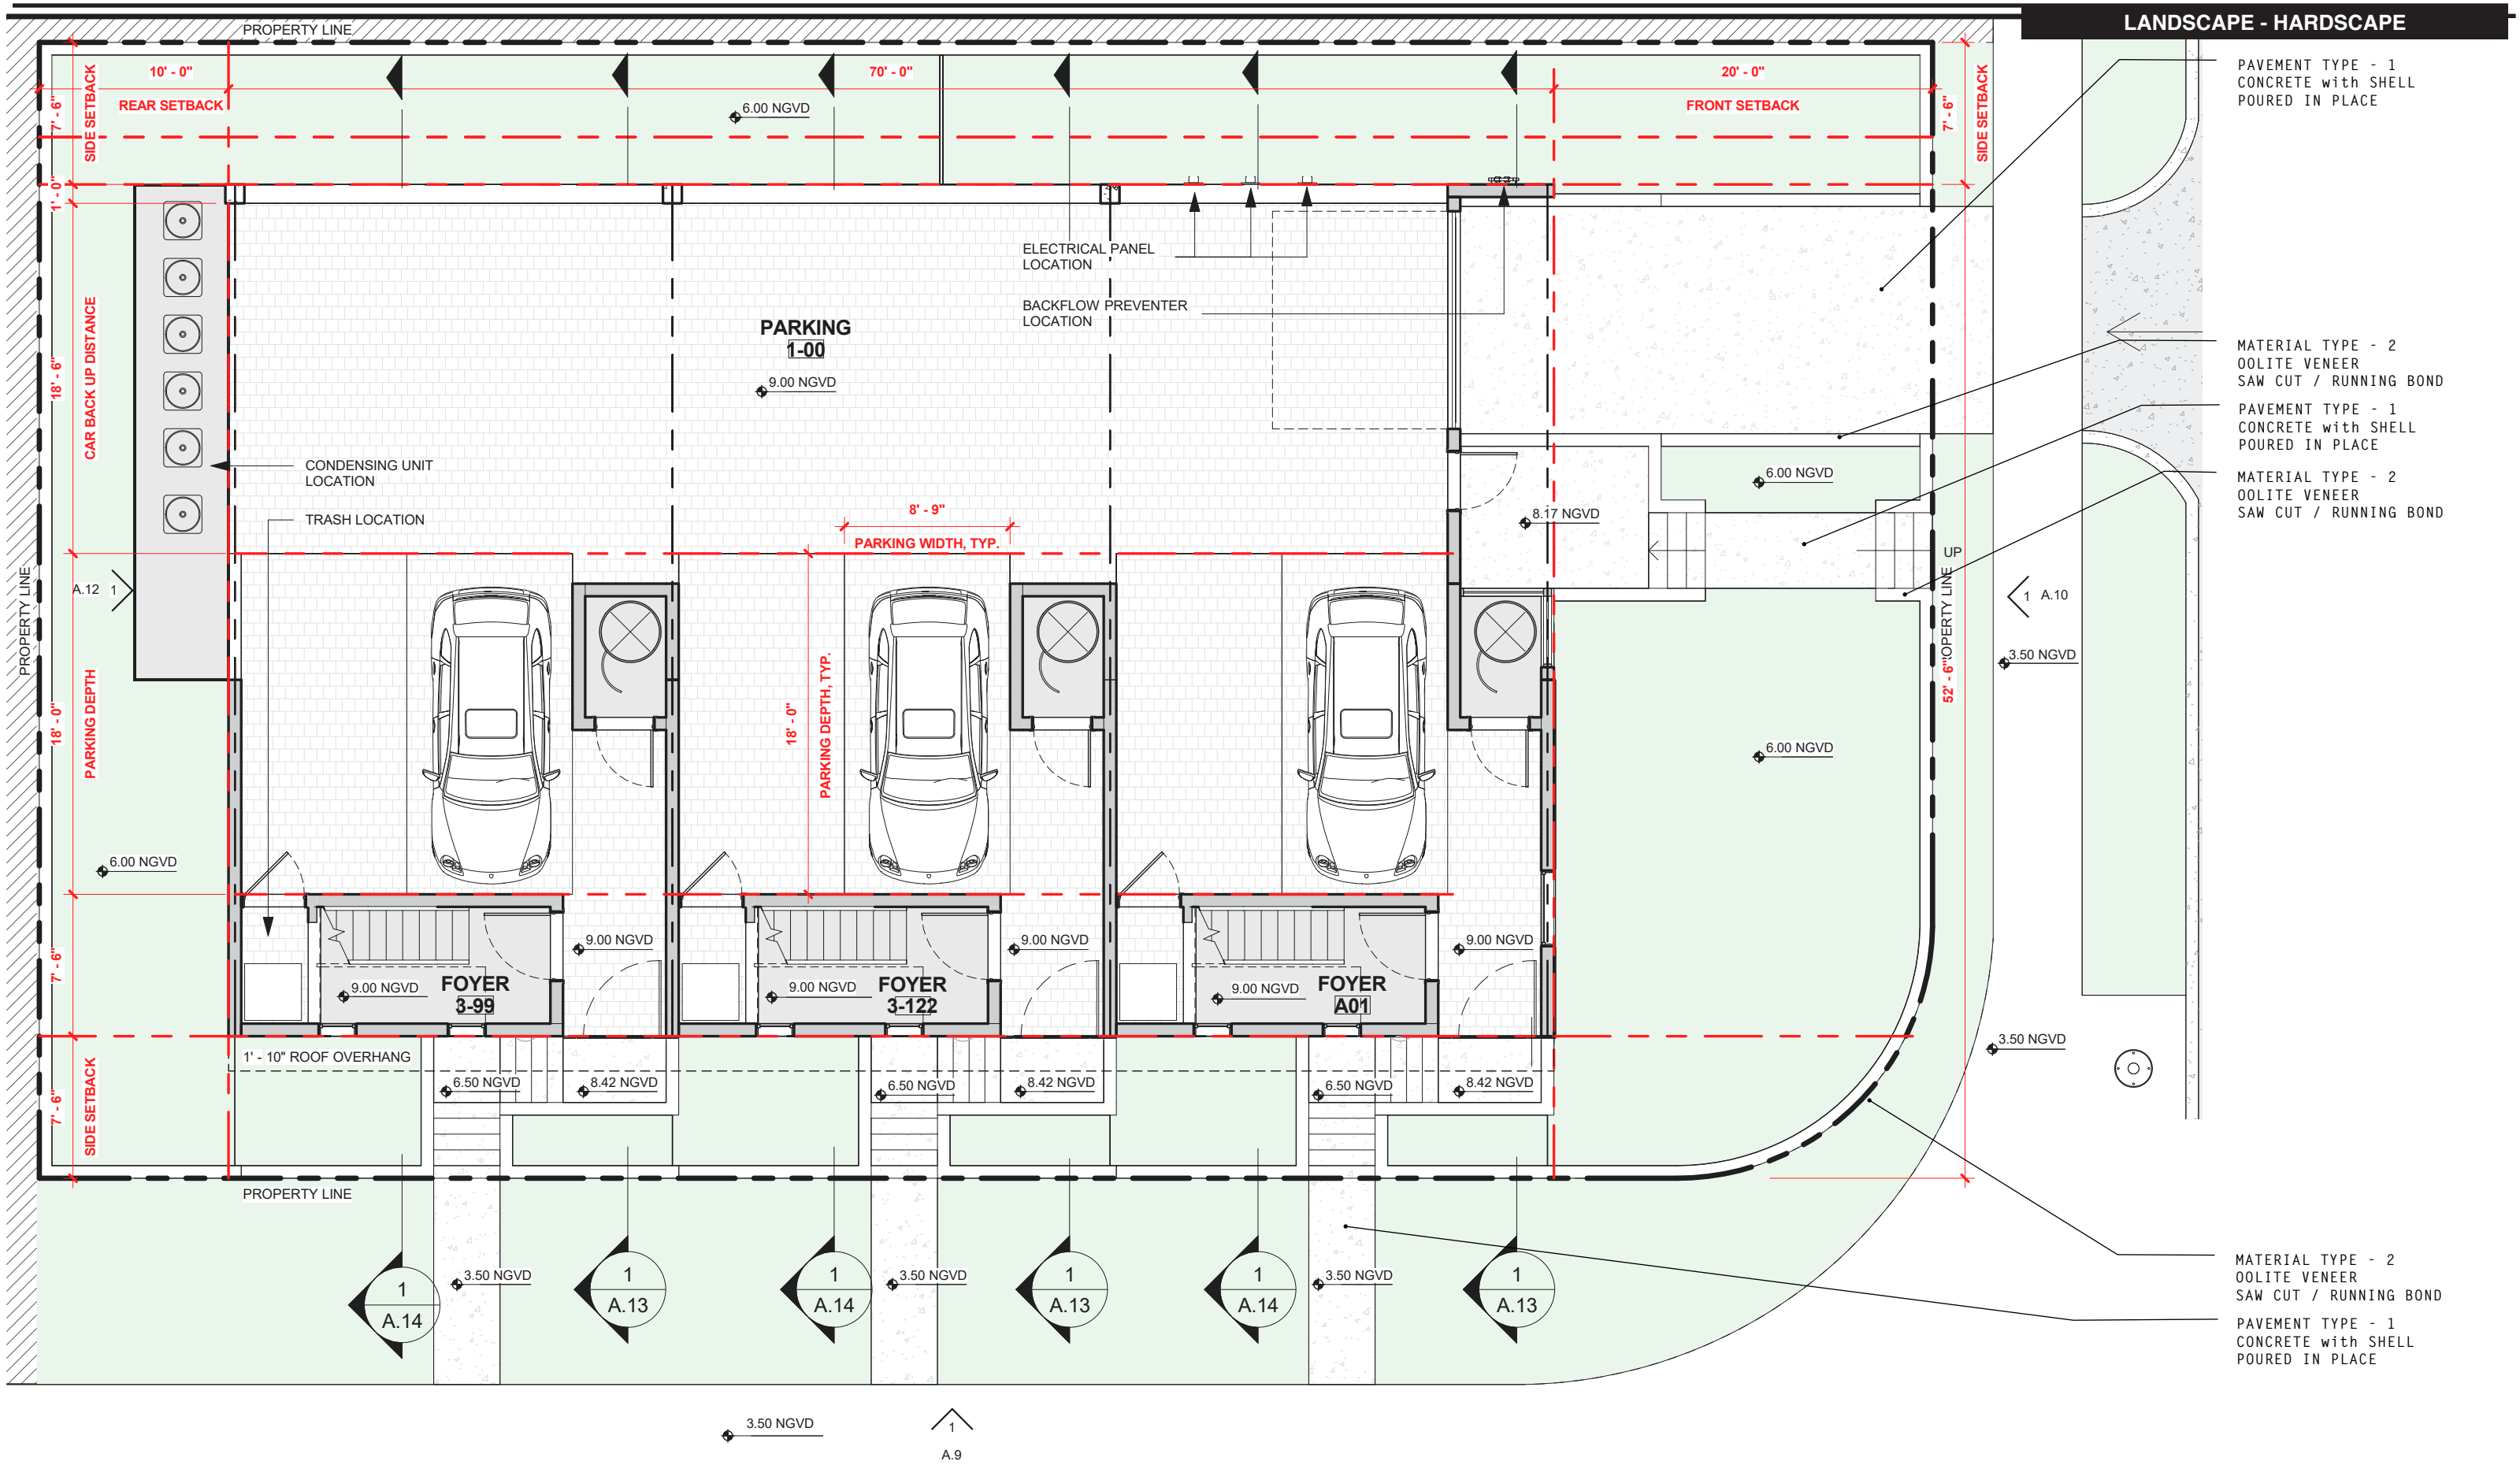 LANDSCAPE - HARDSCAPE
PROPERTY LINE
10' - 0"
70' - 0"
20' - 0"
REAR SETBACK
FRONT SETBACK
7' - 6"
SIDE SETBACK
7' - 6"
SIDE SETBACK
6.00 NGVD
PAVEMENT TYPE - 1
CONCRETE with SHELL
POURED IN PLACE
1' - 0"
ELECTRICAL PANEL
LOCATION
BACKFLOW PREVENTER
LOCATION
PARKING
1-00
9.00 NGVD
18' - 6"
CAR BACK UP DISTANCE
MATERIAL TYPE - 2
OOLITE VENEER
SAW CUT / RUNNING BOND
PAVEMENT TYPE - 1
CONCRETE with SHELL
POURED IN PLACE
MATERIAL TYPE - 2
OOLITE VENEER
SAW CUT / RUNNING BOND
CONDENSING UNIT
LOCATION
TRASH LOCATION
6.00 NGVD
8.17 NGVD
8' - 9"
PARKING WIDTH, TYP.
UP
A.12
1
1
A.10
PROPERTY LINE
PROPERTY LINE
52' - 6"
3.50 NGVD
18' - 0"
PARKING DEPTH
18' - 0"
PARKING DEPTH, TYP.
6.00 NGVD
6.00 NGVD
7' - 6"
9.00 NGVD
9.00 NGVD
9.00 NGVD
9.00 NGVD
FOYER
3-99
9.00 NGVD
FOYER
3-122
9.00 NGVD
FOYER
A01
3.50 NGVD
1' - 10" ROOF OVERHANG
7' - 6"
SIDE SETBACK
6.50 NGVD
8.42 NGVD
6.50 NGVD
8.42 NGVD
6.50 NGVD
8.42 NGVD
PROPERTY LINE
3.50 NGVD
3.50 NGVD
3.50 NGVD
1
A.14
1
A.13
1
A.14
1
A.13
1
A.14
1
A.13
MATERIAL TYPE - 2
OOLITE VENEER
SAW CUT / RUNNING BOND
PAVEMENT TYPE - 1
CONCRETE with SHELL
POURED IN PLACE
3.50 NGVD
1
A.9